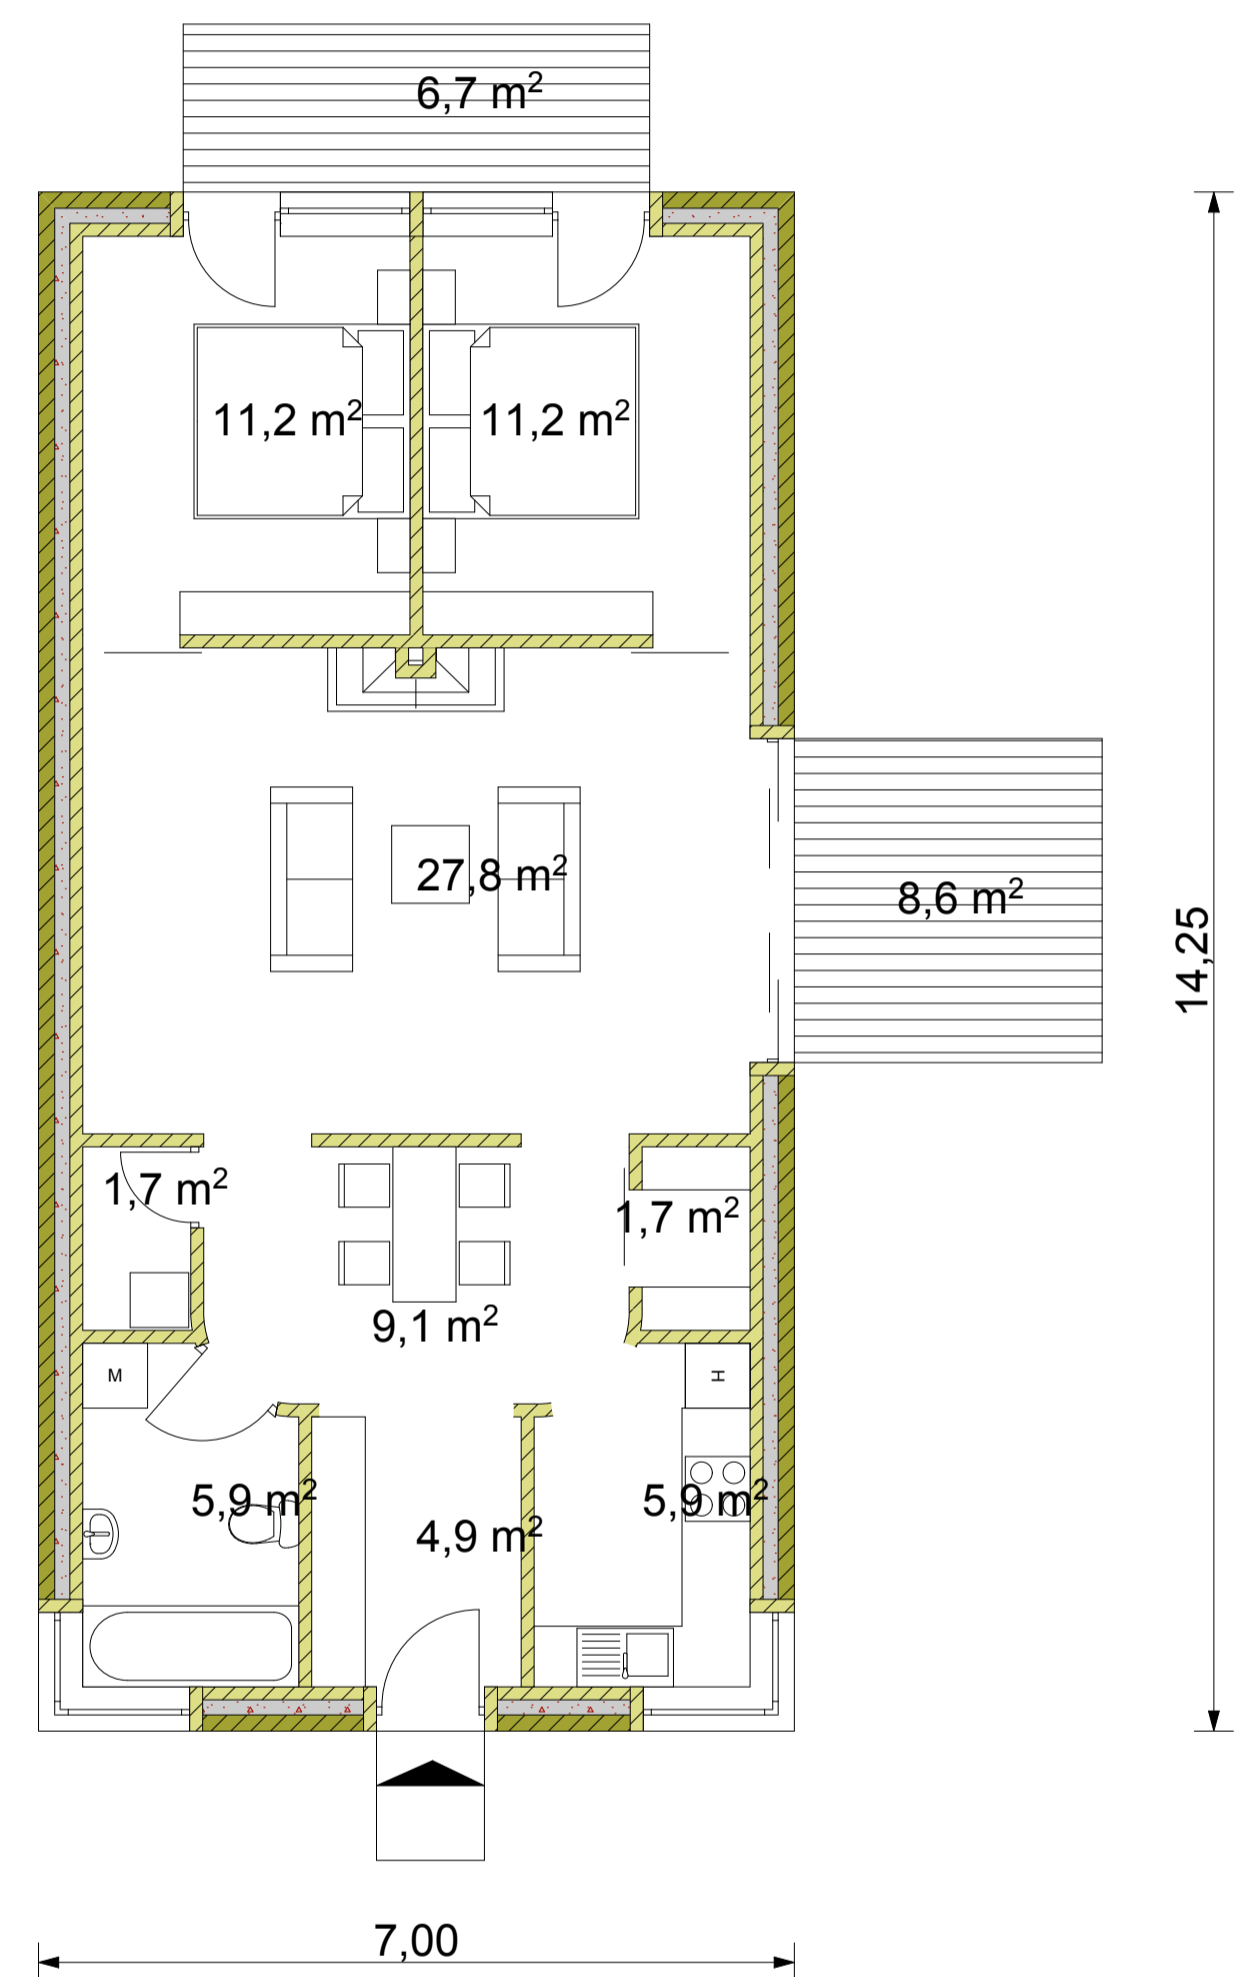 6,7 m²
11,2 m² 11,2 m²
27,8 m²
8,6 m²
14,25
1,7 m²
1,7 m²
9,1 m²
M
H
5,9 m²
5,9 m²
4,9 m²
7,00